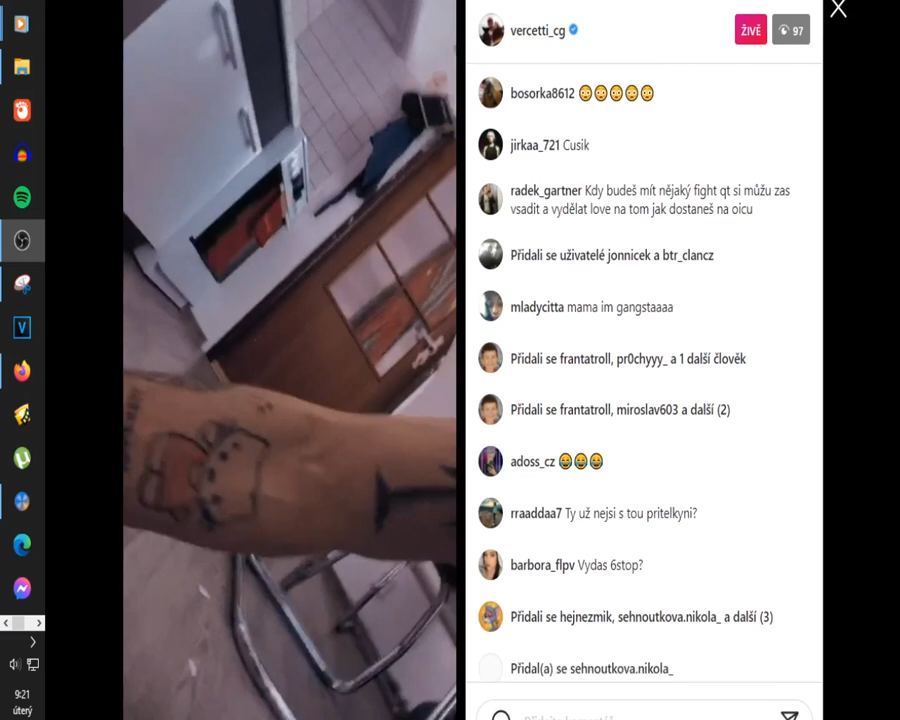 vercetti_cg
ŽIVĚ
97
bosorka8612 😳😳😳😳😳
jirkaa_721 Cusik
radek_gartner Kdy budeš mít nějaký fight qt si můžu zas
vsadit a vydělat love na tom jak dostaneš na oicu
Přidali se uživatelé jonnicek a btr_clancz
mladycitta mama im gangstaaaa
Přidali se frantatroll, pr0chyyy_ a 1 další člověk
Přidali se frantatroll, miroslav603 a další (2)
adoss_cz 😂😂😂
rraaddaa7 Ty už nejsi s tou pritelkyni?
barbora_flpv Vydas 6stop?
Přidali se hejnezmik, sehnoutkova.nikola_ a další (3)
Přidal(a) se sehnoutkova.nikola_
9:21
úterý